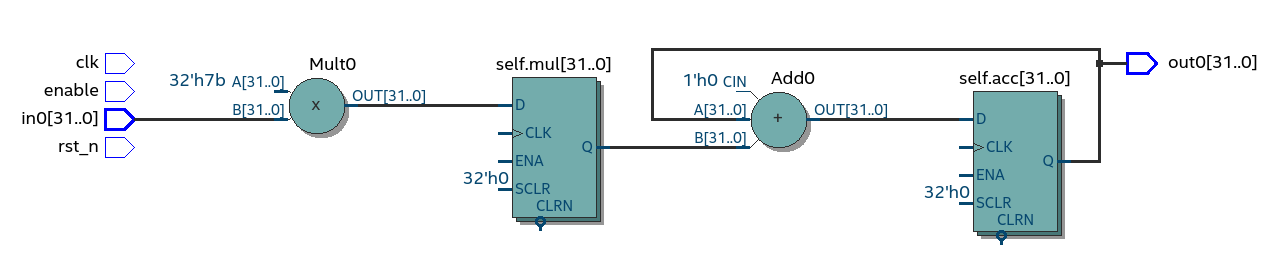 clk
enable
in0[31..0]
rst_n
Mult0
32'h7b
A[31..0]
B[31..0]
x
OUT[31..0]
self.mul[31..0]
D
CLK
ENA
32'h0
SCLR
CLRN
Q
Add0
1'h0
CIN
A[31..0]
B[31..0]
+
OUT[31..0]
self.acc[31..0]
D
CLK
ENA
32'h0
SCLR
CLRN
Q
out0[31..0]